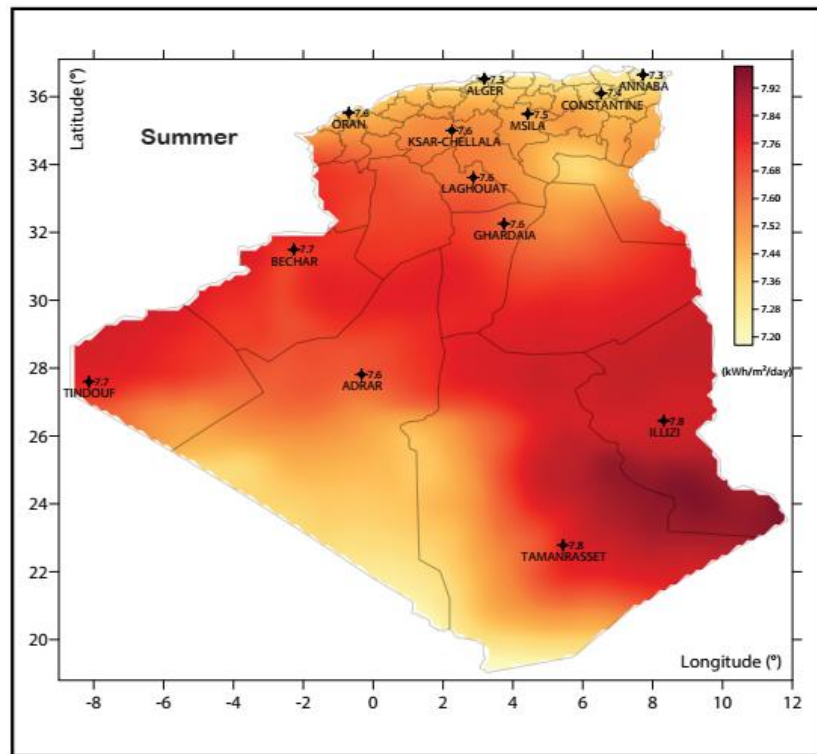 Latitude (°)
36
34
32
30
28
26
24
22
20
Summer
7.3
ALGER
7.3
ANNABA
7.4
CONSTANTINE
7.6
ORAN
7.5
MSILA
7.6
KSAR-CHELLALA
7.6
LAGHOUAT
7.6
GHARDAIA
7.7
BECHAR
7.7
TINDOUF
7.6
ADRAR
7.8
ILLIZI
7.8
TAMANRASSET
7.92
7.84
7.76
7.68
7.60
7.52
7.44
7.36
7.28
7.20
(kWh/m²/day)
Longitude (°)
-8 -6 -4 -2 0 2 4 6 8 10 12